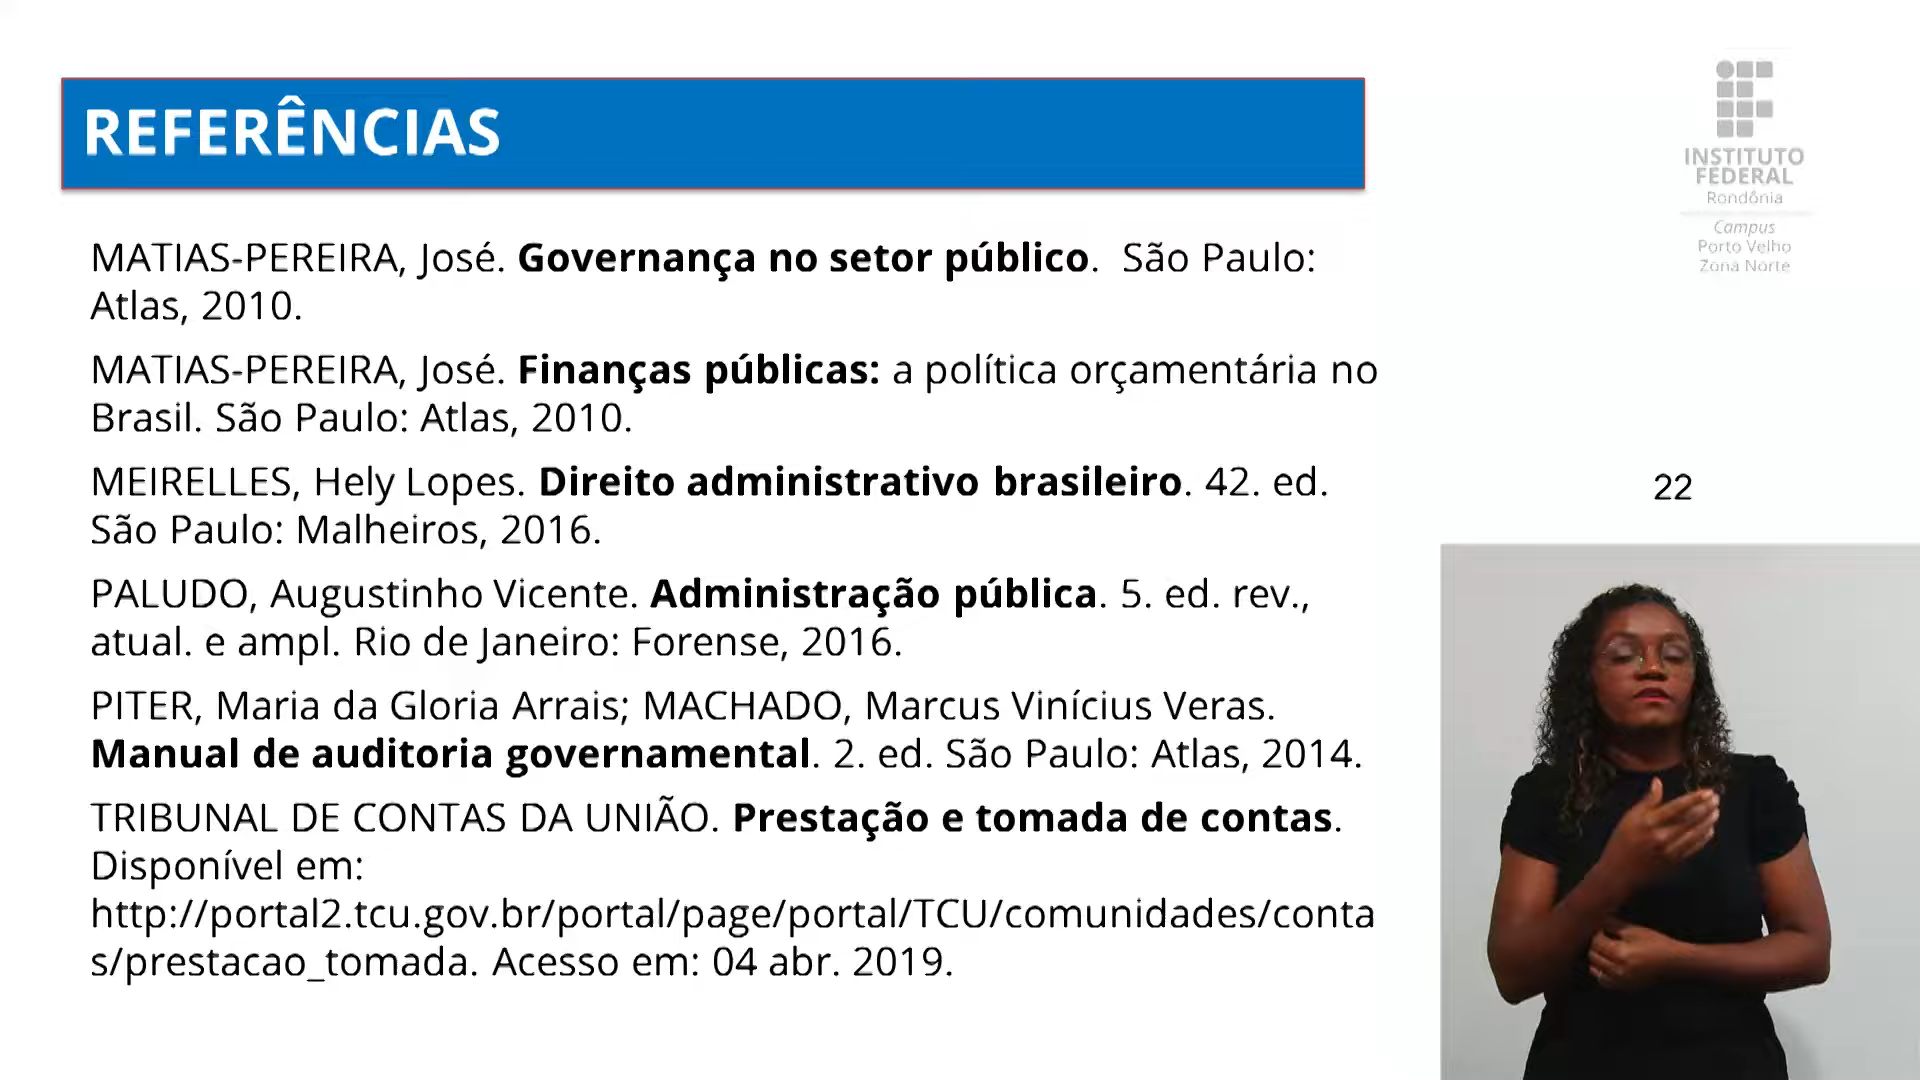 REFERÊNCIAS
INSTITUTO
FEDERAL
Rondônia
Campus
Porto Velho
Zona Norte
MATIAS-PEREIRA, José. Governança no setor público.  São Paulo:
Atlas, 2010.
MATIAS-PEREIRA, José. Finanças públicas: a política orçamentária no
Brasil. São Paulo: Atlas, 2010.
MEIRELLES, Hely Lopes. Direito administrativo brasileiro. 42. ed.
São Paulo: Malheiros, 2016.
22
PALUDO, Augustinho Vicente. Administração pública. 5. ed. rev.,
atual. e ampl. Rio de Janeiro: Forense, 2016.
PITER, Maria da Gloria Arrais; MACHADO, Marcus Vinícius Veras.
Manual de auditoria governamental. 2. ed. São Paulo: Atlas, 2014.
TRIBUNAL DE CONTAS DA UNIÃO. Prestação e tomada de contas.
Disponível em:
http://portal2.tcu.gov.br/portal/page/portal/TCU/comunidades/conta
s/prestacao_tomada. Acesso em: 04 abr. 2019.